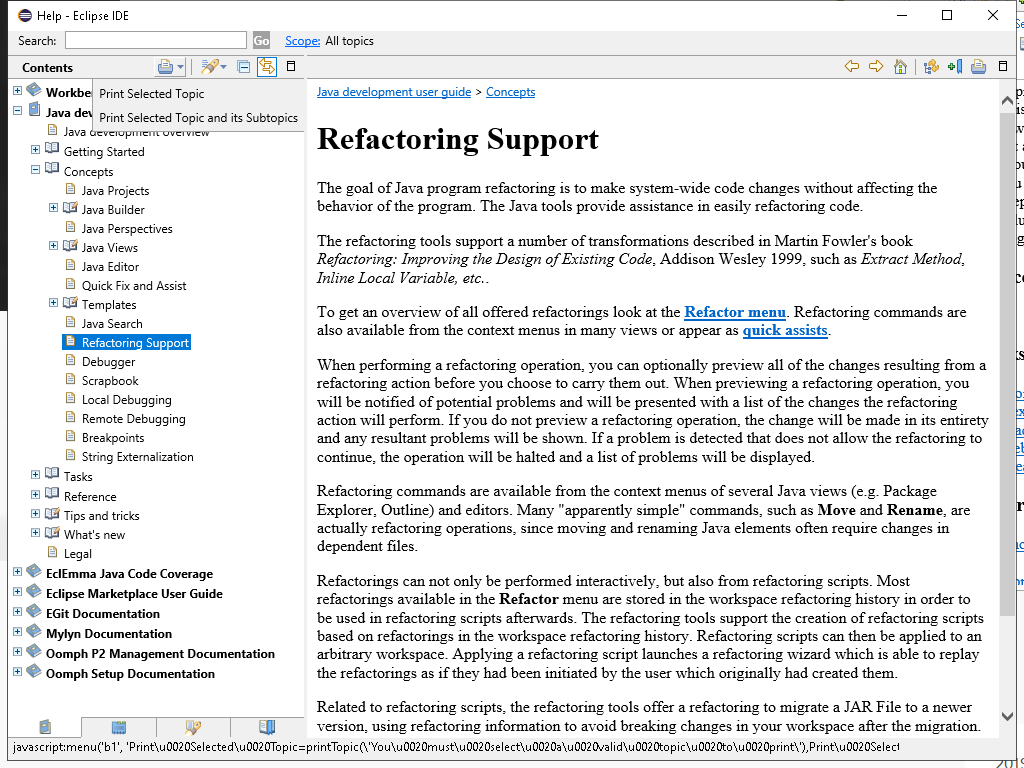 Help - Eclipse IDE
Search:
Go
Scope: All topics
Contents
Print Selected Topic
Print Selected Topic and its Subtopics
Java development overview
Getting Started
Concepts
Java Projects
Java Builder
Java Perspectives
Java Views
Java Editor
Quick Fix and Assist
Templates
Java Search
Refactoring Support
Debugger
Scrapbook
Local Debugging
Remote Debugging
Breakpoints
String Externalization
Tasks
Reference
Tips and tricks
What's new
Legal
EclEmma Java Code Coverage
Eclipse Marketplace User Guide
EGit Documentation
Mylyn Documentation
Oomph P2 Management Documentation
Oomph Setup Documentation
Java development user guide > Concepts
Refactoring Support
The goal of Java program refactoring is to make system-wide code changes without affecting the
behavior of the program. The Java tools provide assistance in easily refactoring code.
The refactoring tools support a number of transformations described in Martin Fowler's book
Refactoring: Improving the Design of Existing Code, Addison Wesley 1999, such as Extract Method,
Inline Local Variable, etc..
To get an overview of all offered refactorings look at the Refactor menu. Refactoring commands are
also available from the context menus in many views or appear as quick assists.
When performing a refactoring operation, you can optionally preview all of the changes resulting from a
refactoring action before you choose to carry them out. When previewing a refactoring operation, you
will be notified of potential problems and will be presented with a list of the changes the refactoring
action will perform. If you do not preview a refactoring operation, the change will be made in its entirety
and any resultant problems will be shown. If a problem is detected that does not allow the refactoring to
continue, the operation will be halted and a list of problems will be displayed.
Refactoring commands are available from the context menus of several Java views (e.g. Package
Explorer, Outline) and editors. Many "apparently simple" commands, such as Move and Rename, are
actually refactoring operations, since moving and renaming Java elements often require changes in
dependent files.
Refactorings can not only be performed interactively, but also from refactoring scripts. Most
refactorings available in the Refactor menu are stored in the workspace refactoring history in order to
be used in refactoring scripts afterwards. The refactoring tools support the creation of refactoring scripts
based on refactorings in the workspace refactoring history. Refactoring scripts can then be applied to an
arbitrary workspace. Applying a refactoring script launches a refactoring wizard which is able to replay
the refactorings as if they had been initiated by the user which originally had created them.
Related to refactoring scripts, the refactoring tools offer a refactoring to migrate a JAR File to a newer
version, using refactoring information to avoid breaking changes in your workspace after the migration.
javascript:menu('b1', 'Print\u0020Selected\u0020Topic=printTopic(\'You\u0020must\u0020select\u0020a\u0020valid\u0020topic\u0020to\u0020print\'),Print\u0020Select